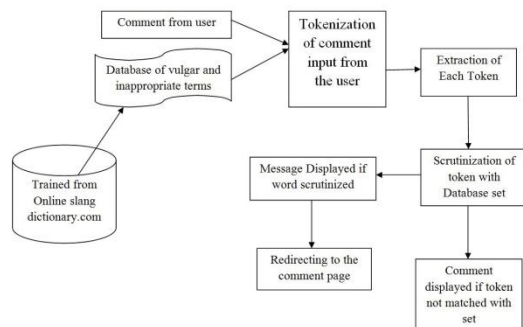 Comment from user
Database of vulgar and
inappropriate terms
Trained from
Online slang
dictionary.com
Tokenization
of comment
input from
the user
Extraction of
Each Token
Scrutinization of
token with
Database set
Message Displayed if
word scrutinized
Redirecting to the
comment page
Comment
displayed if token
not matched with
set